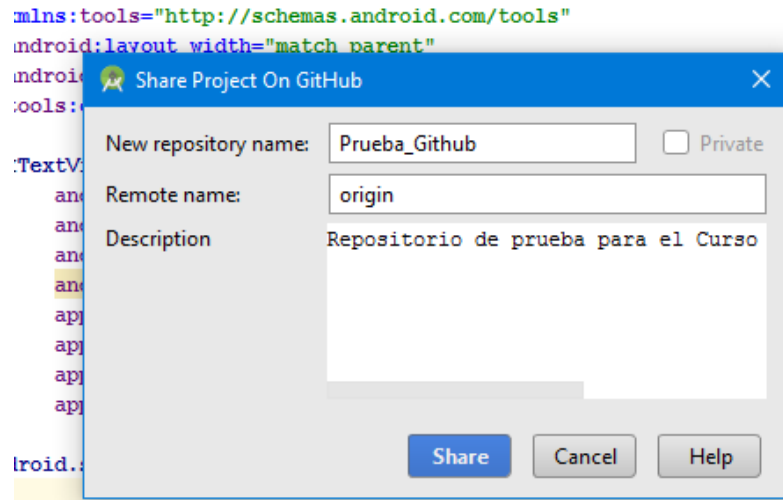 xmlns:tools="http://schemas.android.com/tools"
android:layout_width="match_parent"
Share Project On GitHub
New repository name: Prueba_Github Private
Remote name: origin
Description Repositorio de prueba para el Curso
Share Cancel Help